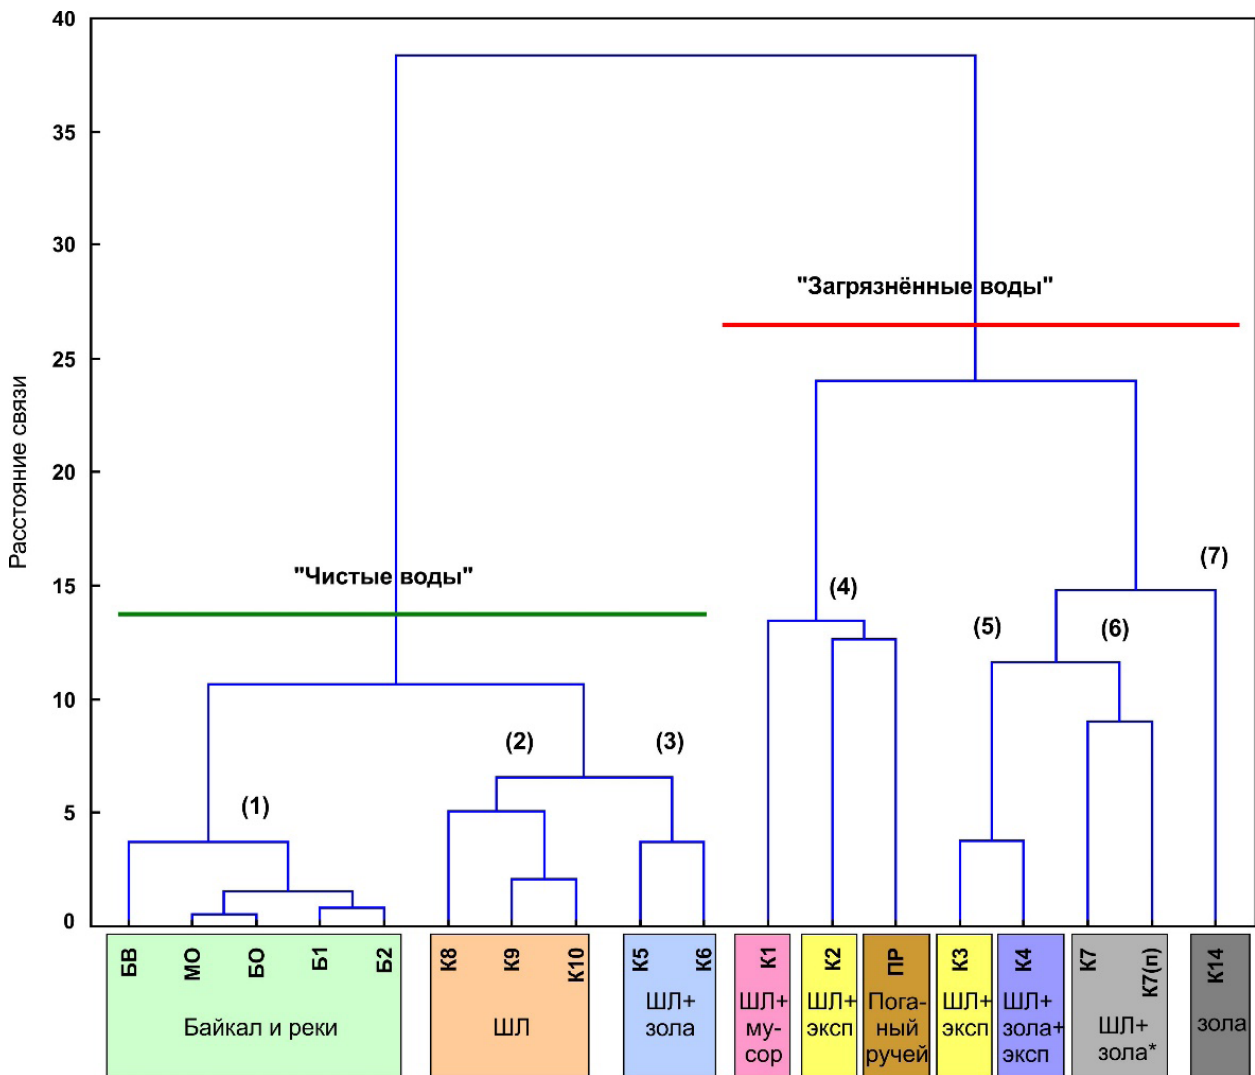 40
35
30
25
20
15
10
5
0
Расстояние связи
"Загрязнённые воды"
"Чистые воды"
(7)
(4)
(5)
(6)
(2)
(3)
(1)
БВ
МО
БО
Б1
Б2
Байкал и реки
К8
К9
К10
ШЛ
К5
К6
ШЛ+
зола
К1
ШЛ+
му-
сор
К2
ШЛ+
эксп
ПР
Пога-
ный
ручей
К3
ШЛ+
эксп
К4
ШЛ+
зола+
эксп
К7
К7(п)
ШЛ+
зола*
К14
зола